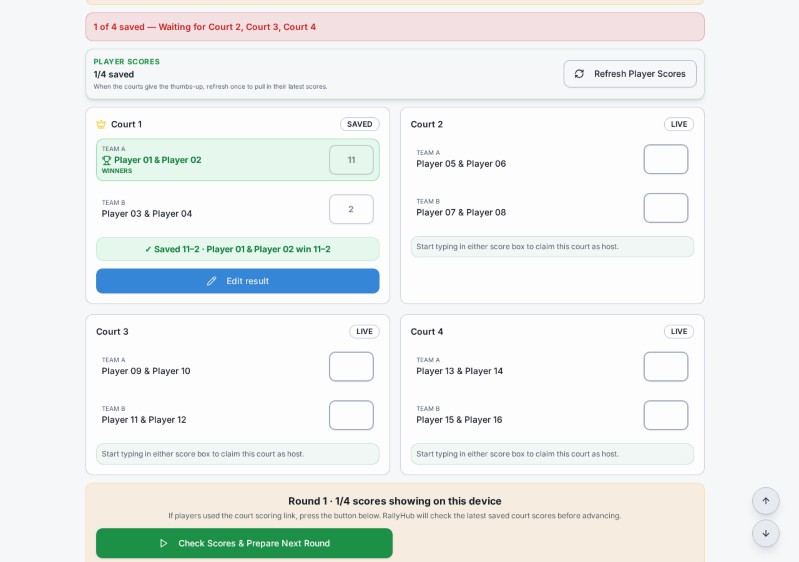 1 of 4 saved — Waiting for Court 2, Court 3, Court 4
PLAYER SCORES
1/4 saved
When the courts give the thumbs-up, refresh once to pull in their latest scores.
Refresh Player Scores
Court 1
SAVED
TEAM A
Player 01 & Player 02
WINNERS
11
TEAM B
Player 03 & Player 04
2
✓ Saved 11–2 · Player 01 & Player 02 win 11–2
Edit result
Court 2
LIVE
TEAM A
Player 05 & Player 06
TEAM B
Player 07 & Player 08
Start typing in either score box to claim this court as host.
Court 3
LIVE
TEAM A
Player 09 & Player 10
TEAM B
Player 11 & Player 12
Start typing in either score box to claim this court as host.
Court 4
LIVE
TEAM A
Player 13 & Player 14
TEAM B
Player 15 & Player 16
Start typing in either score box to claim this court as host.
Round 1 · 1/4 scores showing on this device
If players used the court scoring link, press the button below. RallyHub will check the latest saved court scores before advancing.
Check Scores & Prepare Next Round